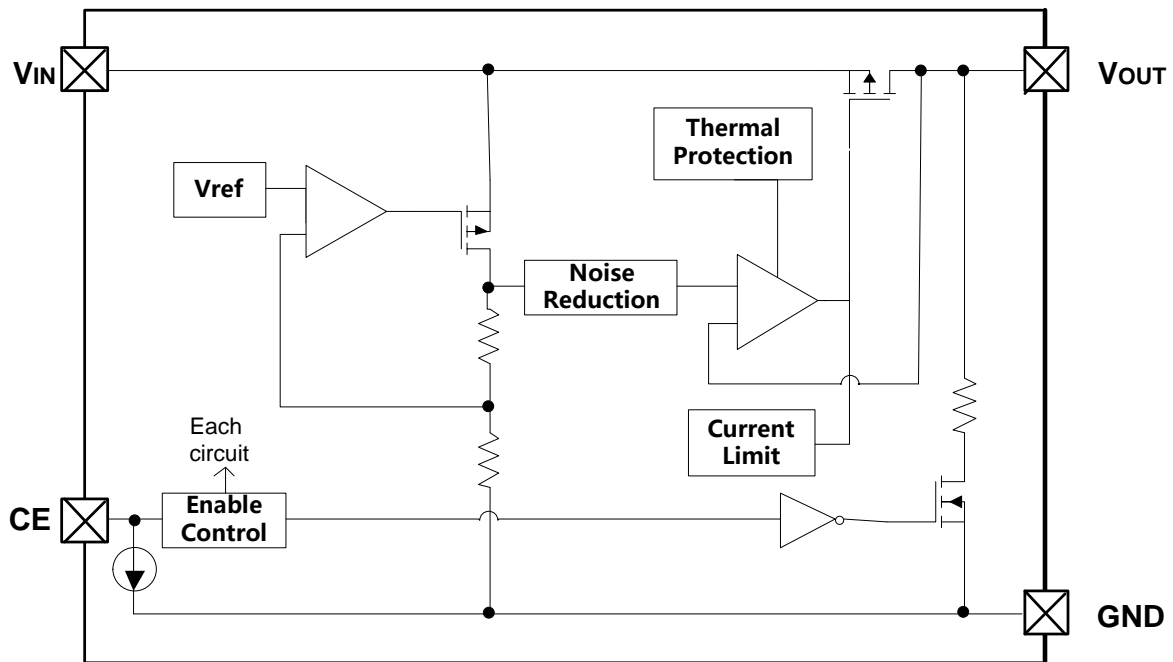 VIN
VOUT
Thermal
Protection
Vref
Noise
Reduction
Each
circuit
Current
Limit
CE
Enable
Control
GND